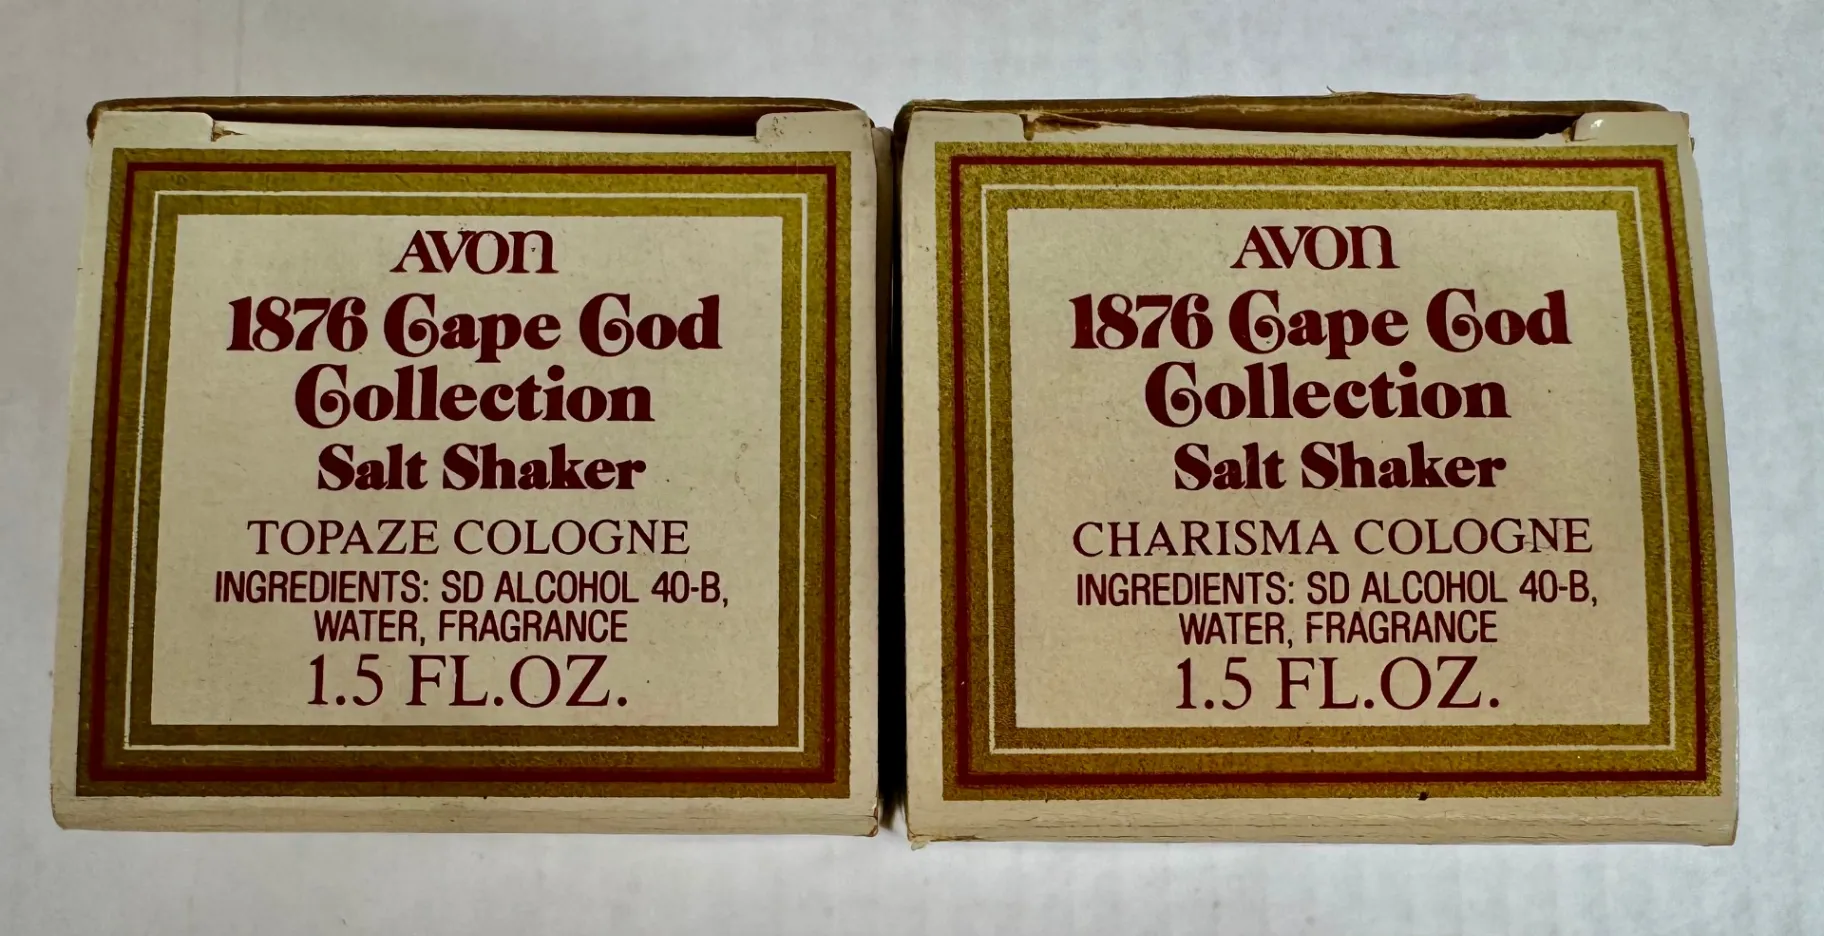 AVON
1876 Cape Cod
Collection
Salt Shaker
TOPAZE COLOGNE
INGREDIENTS: SD ALCOHOL 40-B,
WATER, FRAGRANCE
1.5 FL.OZ.
AVON
1876 Cape Cod
Collection
Salt Shaker
CHARISMA COLOGNE
INGREDIENTS: SD ALCOHOL 40-B,
WATER, FRAGRANCE
1.5 FL.OZ.